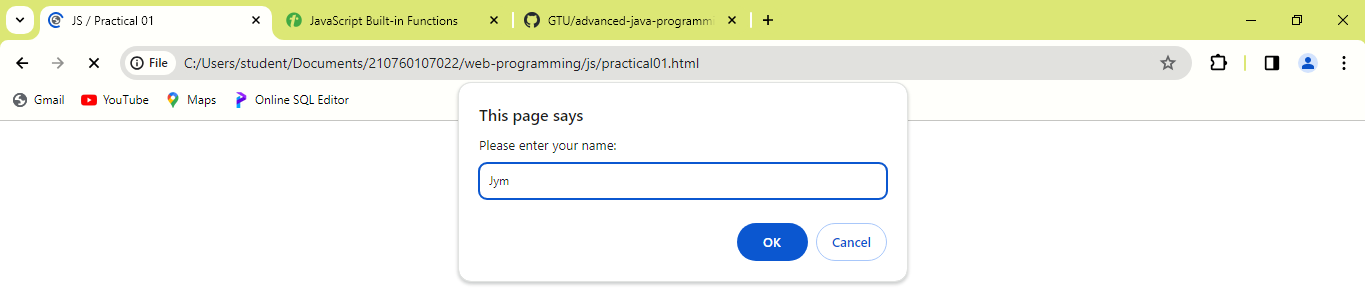 JS / Practical 01
JavaScript Built-in Functions
GTU/advanced-java-programm
File
C:/Users/student/Documents/210760107022/web-programming/js/practical01.html
Gmail
YouTube
Maps
Online SQL Editor
This page says
Please enter your name:
Jym
OK
Cancel